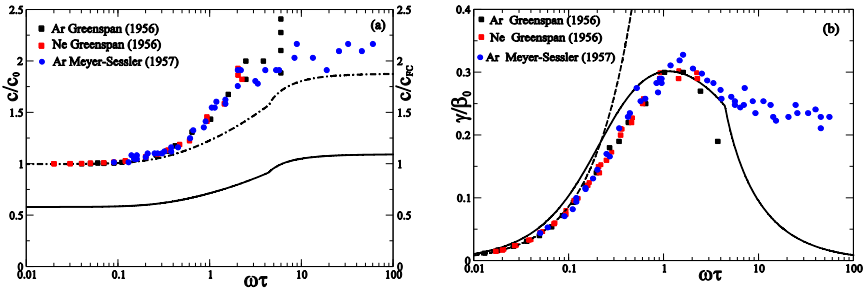 (a)
Ar Greenspan (1956)
Ne Greenspan (1956)
Ar Meyer-Sessler (1957)
c/c0
2.5
2
1.5
1
0.5
0
2.5
2
1.5
1
0.5
0
c/cFC
0.01 0.1 1 10 100
ωτ
(b)
Ar Greenspan (1956)
Ne Greenspan (1956)
Ar Meyer-Sessler (1957)
γ/β0
0.4
0.3
0.2
0.1
0
0.01 0.1 1 10 100
ωτ